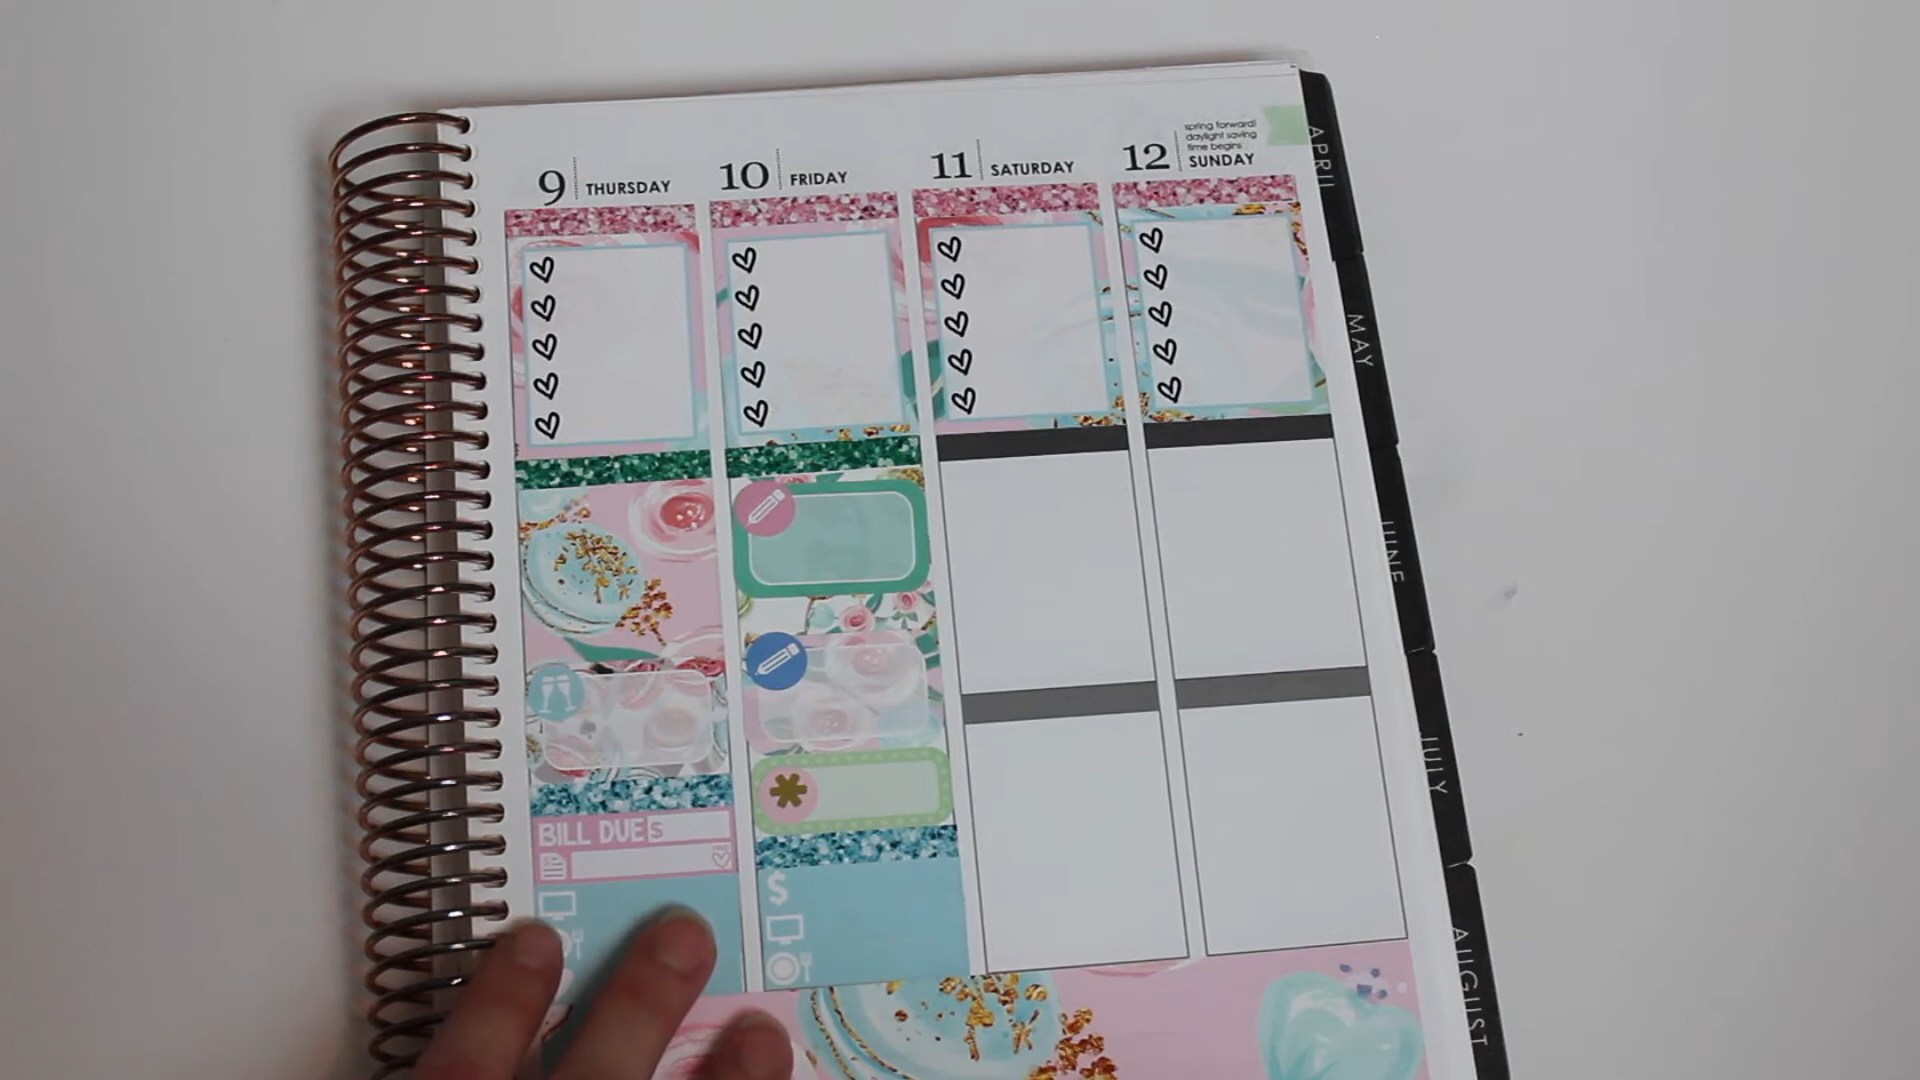 9 THURSDAY
10 FRIDAY
11 SATURDAY
12 SUNDAY
spring forward!
daylight saving
time begins
BILL DUE $
$
APRIL
MAY
JUNE
JULY
AUGUST